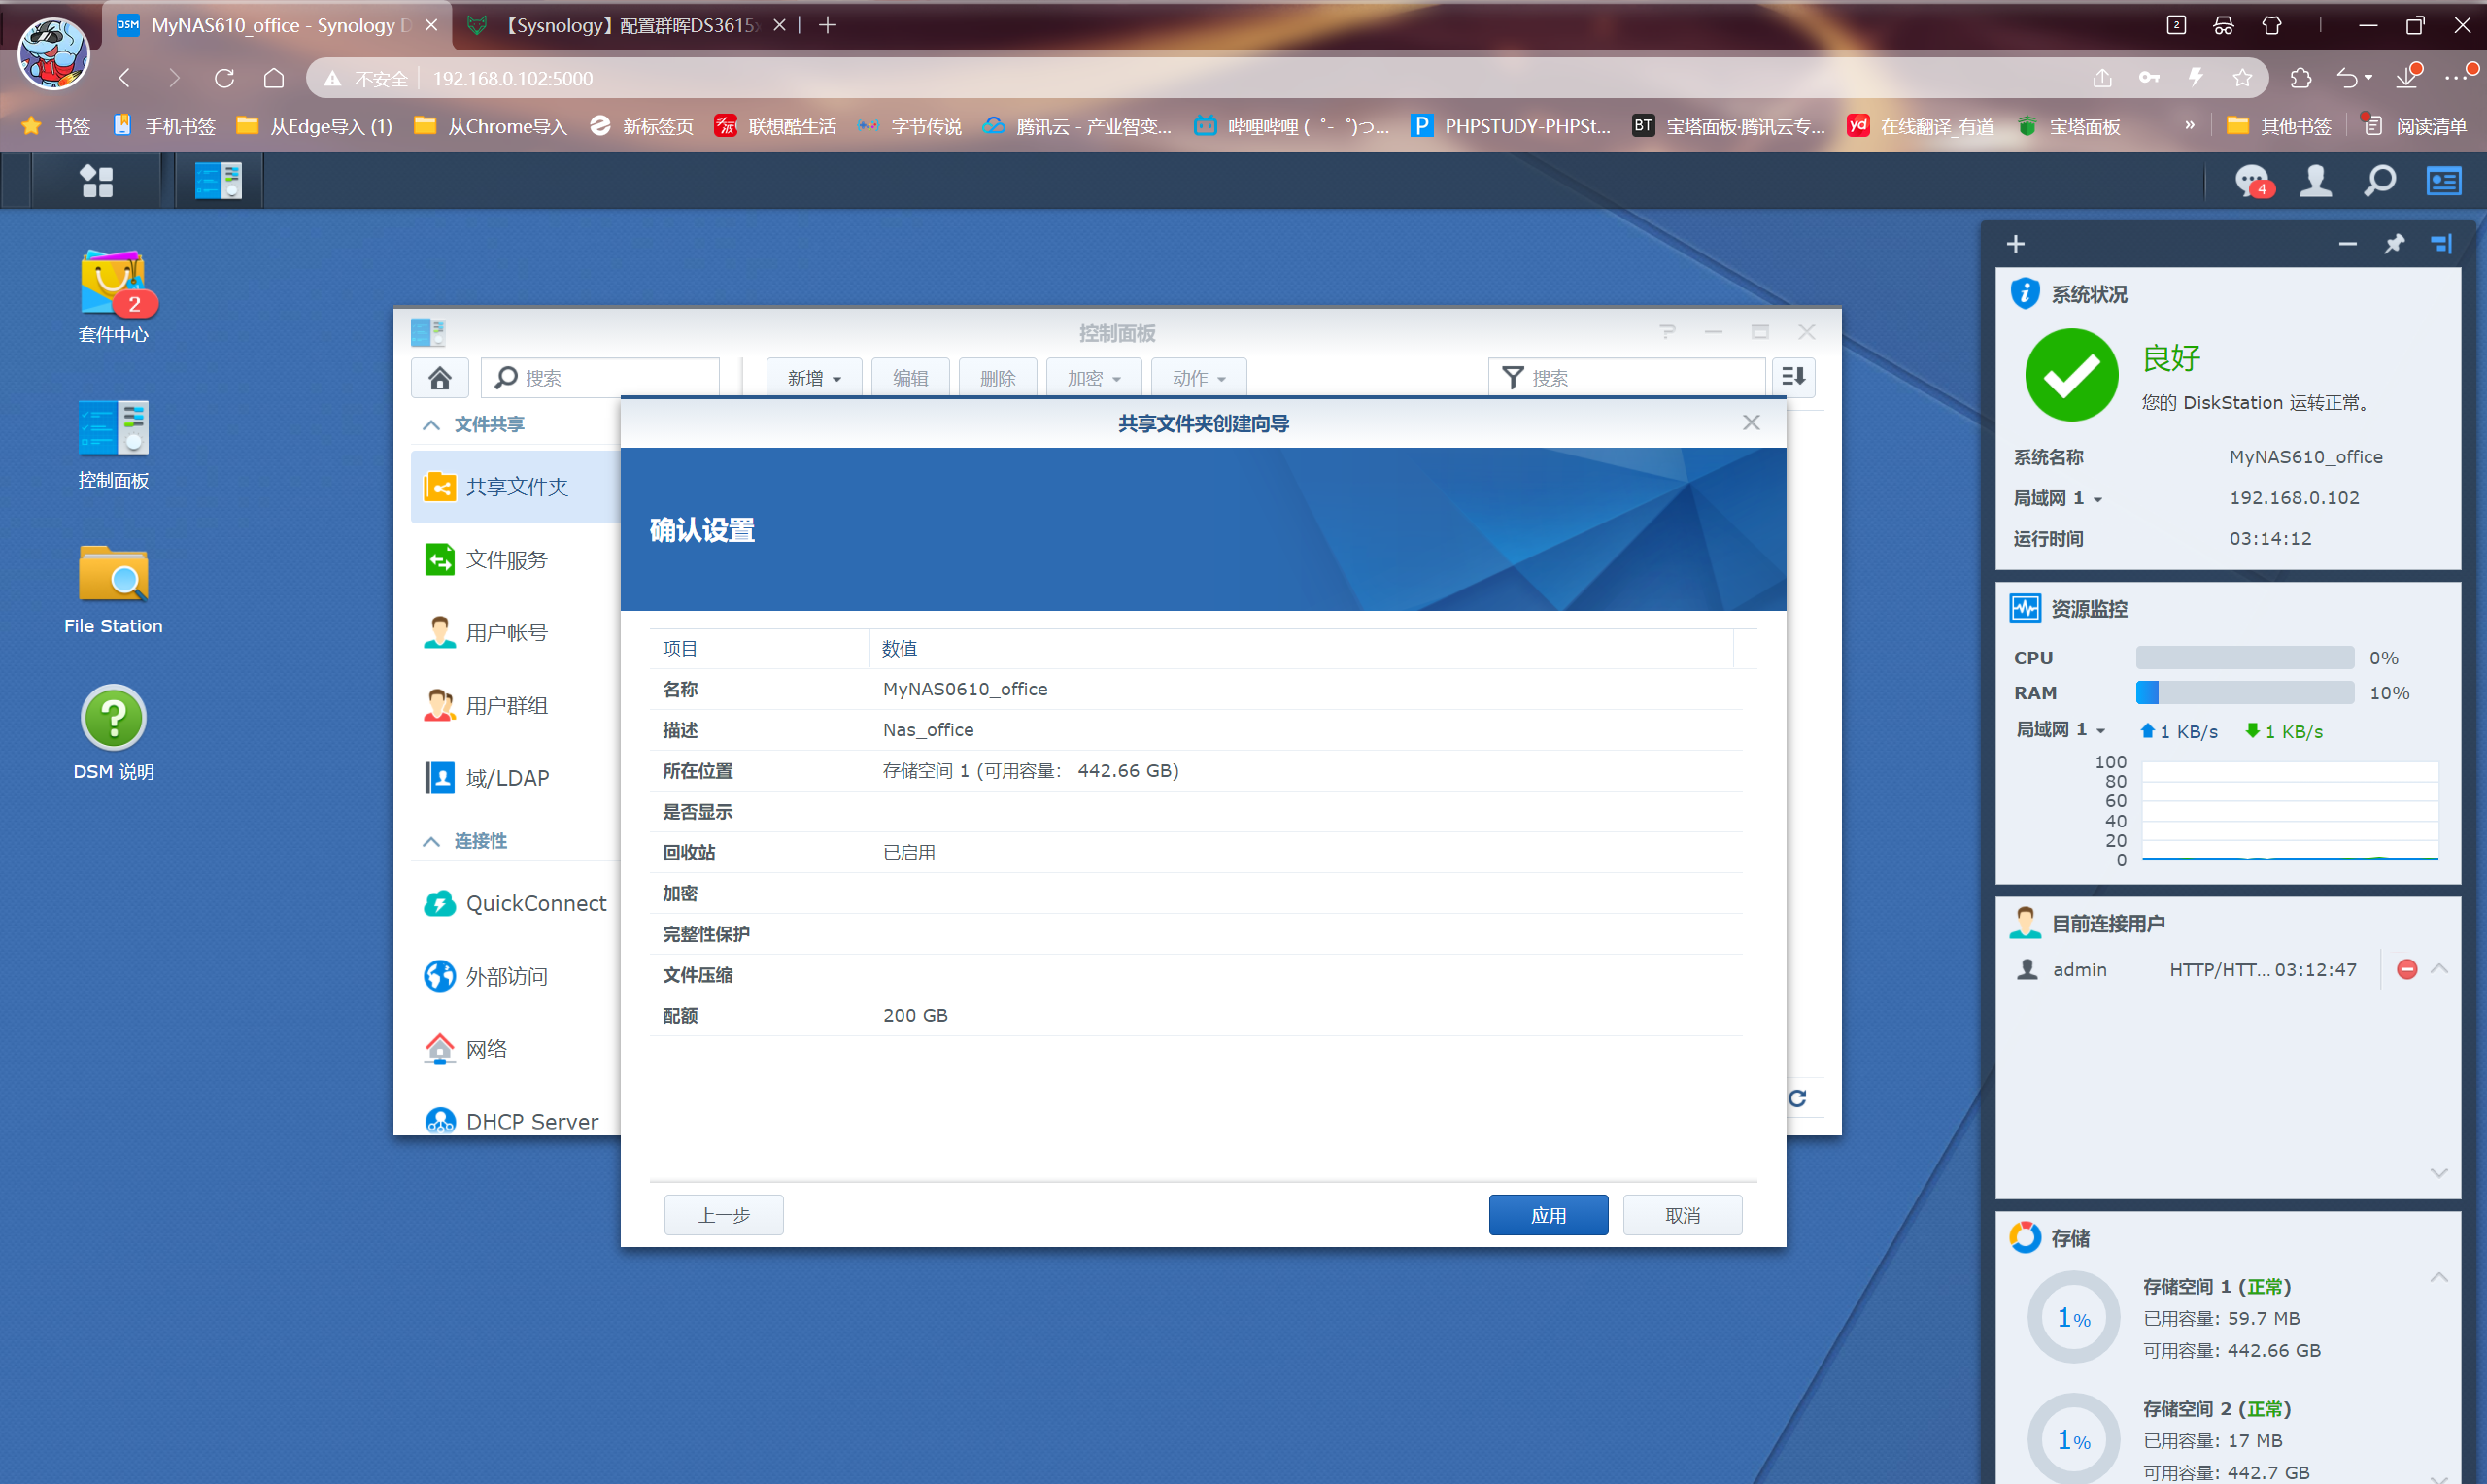 MyNAS610_office - Synology D
【Sysnology】配置群晖DS3615x
2
不安全
192.168.0.102:5000
书签
手机书签
从Edge导入 (1)
从Chrome导入
新标签页
联想酷生活
字节传说
腾讯云 - 产业智变...
哔哩哔哩 (゜-゜)つ...
PHPSTUDY-PHPSt...
宝塔面板·腾讯云专...
在线翻译_有道
宝塔面板
»
其他书签
阅读清单
4
2
套件中心
控制面板
File Station
DSM 说明
控制面板
搜索
新增
编辑
删除
加密
动作
搜索
文件共享
共享文件夹
文件服务
用户帐号
用户群组
域/LDAP
连接性
QuickConnect
外部访问
网络
DHCP Server
共享文件夹创建向导
确认设置
项目 数值
名称 MyNAS0610_office
描述 Nas_office
所在位置 存储空间 1 (可用容量： 442.66 GB)
是否显示
回收站 已启用
加密
完整性保护
文件压缩
配额 200 GB
上一步
应用
取消
系统状况
良好
您的 DiskStation 运转正常。
系统名称 MyNAS610_office
局域网 1 192.168.0.102
运行时间 03:14:12
资源监控
CPU 0%
RAM 10%
局域网 1 1 KB/s 1 KB/s
100
80
60
40
20
0
目前连接用户
admin HTTP/HTT... 03:12:47
存储
1%
存储空间 1 (正常)
已用容量: 59.7 MB
可用容量: 442.66 GB
1%
存储空间 2 (正常)
已用容量: 17 MB
可用容量: 442.7 GB